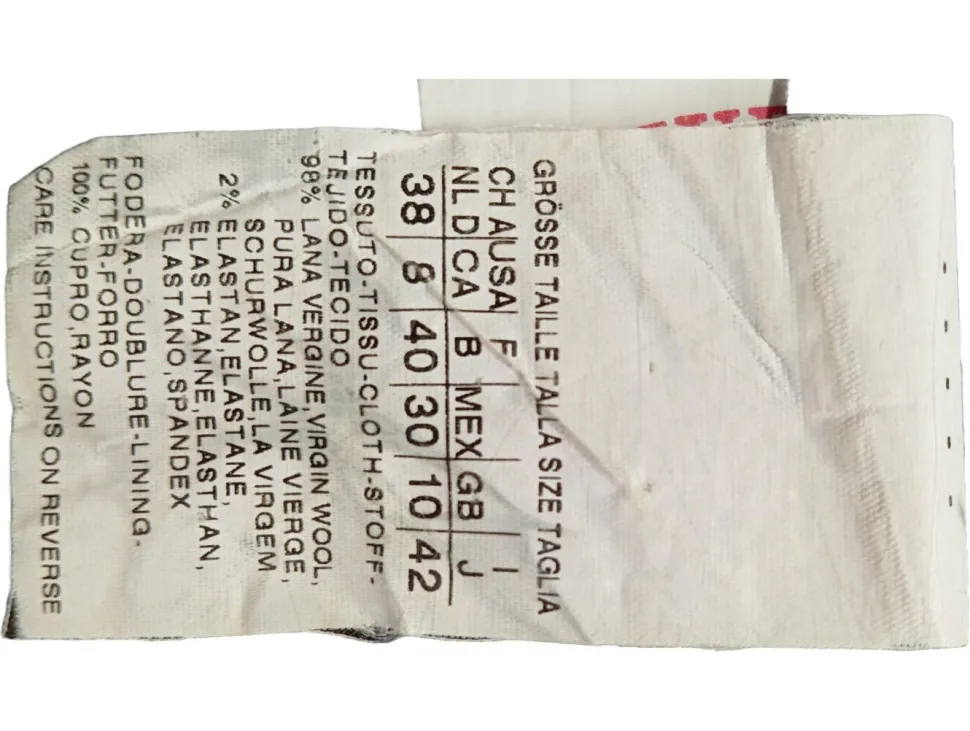 GRÖSSE TAILLE TALLA SIZE TAGLIA
CH A USA F I
NL D CA B MEX GB J
38 8 40 30 10 42
TESSUTO-TISSU-CLOTH-STOFF-
TEJIDO-TECIDO
98% LANA VERGINE,VIRGIN WOOL,
PURA LANA,LAINE VIERGE,
SCHURWOLLE,LA VIRGEM
2% ELASTAN,ELASTANE,
ELASTHANNE,ELASTHAN,
ELASTANO,SPANDEX
FODERA-DOUBLURE-LINING-
FUTTER-FORRO
100% CUPRO,RAYON
CARE INSTRUCTIONS ON REVERSE